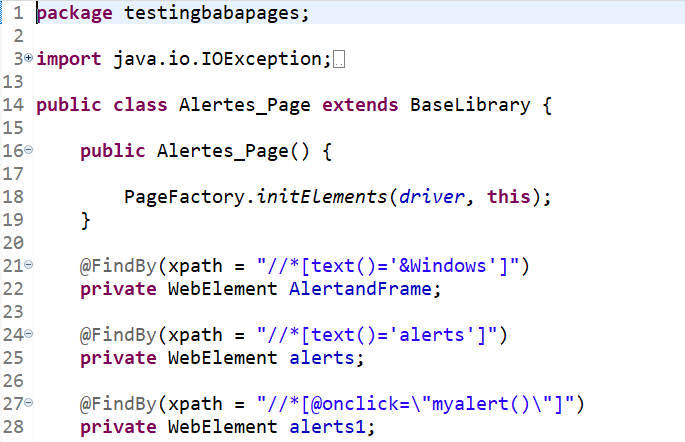 1 package testingbabapages;
2
3 import java.io.IOException;
13
14 public class Alertes_Page extends BaseLibrary {
15
16     public Alertes_Page() {
17
18         PageFactory.initElements(driver, this);
19     }
20
21     @FindBy(xpath = "//*[text()='&Windows']")
22     private WebElement AlertandFrame;
23
24     @FindBy(xpath = "//*[text()='alerts']")
25     private WebElement alerts;
26
27     @FindBy(xpath = "//*[@onclick=\"myalert()\"]")
28     private WebElement alerts1;